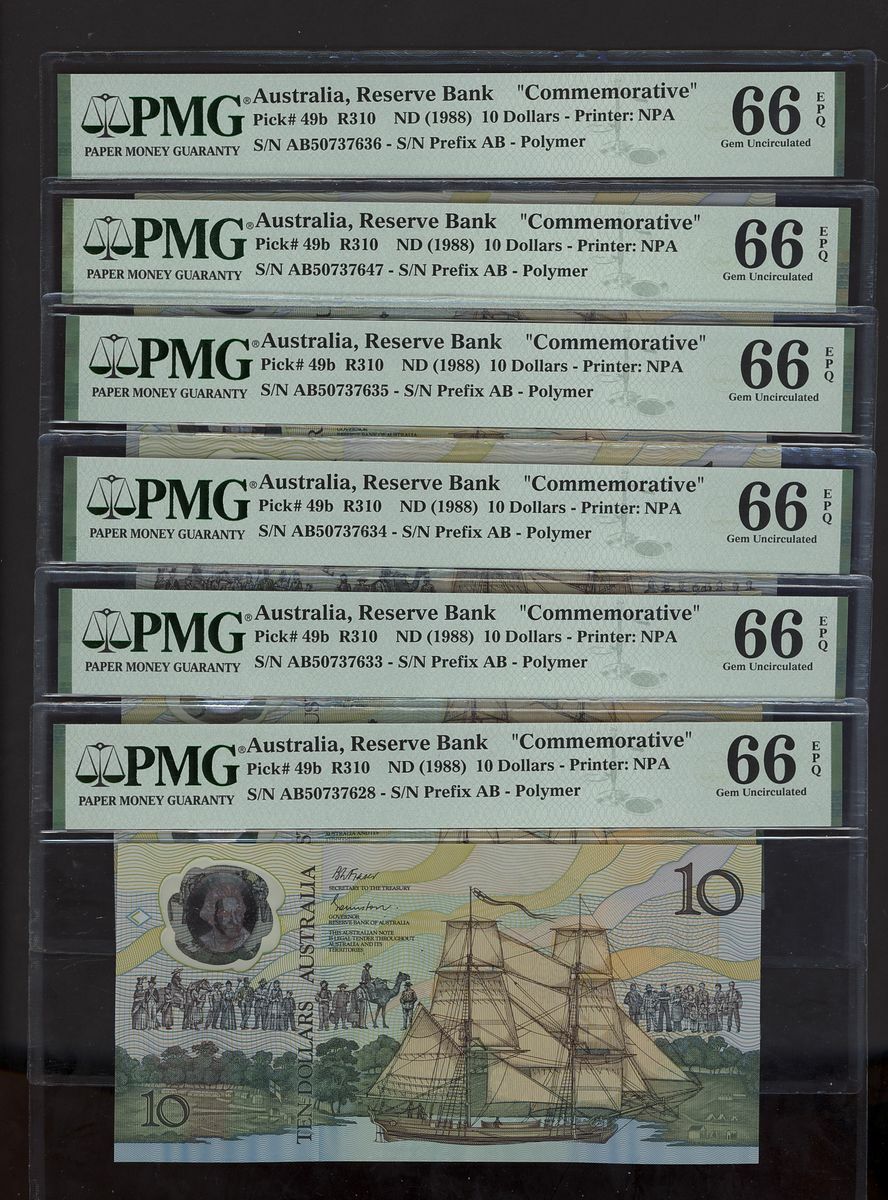 PMG®
PAPER MONEY GUARANTY
Australia, Reserve Bank "Commemorative"
Pick# 49b R310 ND (1988) 10 Dollars - Printer: NPA
S/N AB50737636 - S/N Prefix AB - Polymer
66 EPQ
Gem Uncirculated
PMG®
PAPER MONEY GUARANTY
Australia, Reserve Bank "Commemorative"
Pick# 49b R310 ND (1988) 10 Dollars - Printer: NPA
S/N AB50737647 - S/N Prefix AB - Polymer
66 EPQ
Gem Uncirculated
PMG®
PAPER MONEY GUARANTY
Australia, Reserve Bank "Commemorative"
Pick# 49b R310 ND (1988) 10 Dollars - Printer: NPA
S/N AB50737635 - S/N Prefix AB - Polymer
66 EPQ
Gem Uncirculated
GOVERNOR
RESERVE BANK OF AUSTRALIA
PMG®
PAPER MONEY GUARANTY
Australia, Reserve Bank "Commemorative"
Pick# 49b R310 ND (1988) 10 Dollars - Printer: NPA
S/N AB50737634 - S/N Prefix AB - Polymer
66 EPQ
Gem Uncirculated
PMG®
PAPER MONEY GUARANTY
Australia, Reserve Bank "Commemorative"
Pick# 49b R310 ND (1988) 10 Dollars - Printer: NPA
S/N AB50737633 - S/N Prefix AB - Polymer
66 EPQ
Gem Uncirculated
PMG®
PAPER MONEY GUARANTY
Australia, Reserve Bank "Commemorative"
Pick# 49b R310 ND (1988) 10 Dollars - Printer: NPA
S/N AB50737628 - S/N Prefix AB - Polymer
66 EPQ
Gem Uncirculated
AUSTRALIA AND ITS
TERRITORIES
SECRETARY TO THE TREASURY
GOVERNOR
RESERVE BANK OF AUSTRALIA
THIS AUSTRALIAN NOTE
IS LEGAL TENDER THROUGHOUT
AUSTRALIA AND ITS
TERRITORIES
10
TEN DOLLARS AUSTRALIA
10